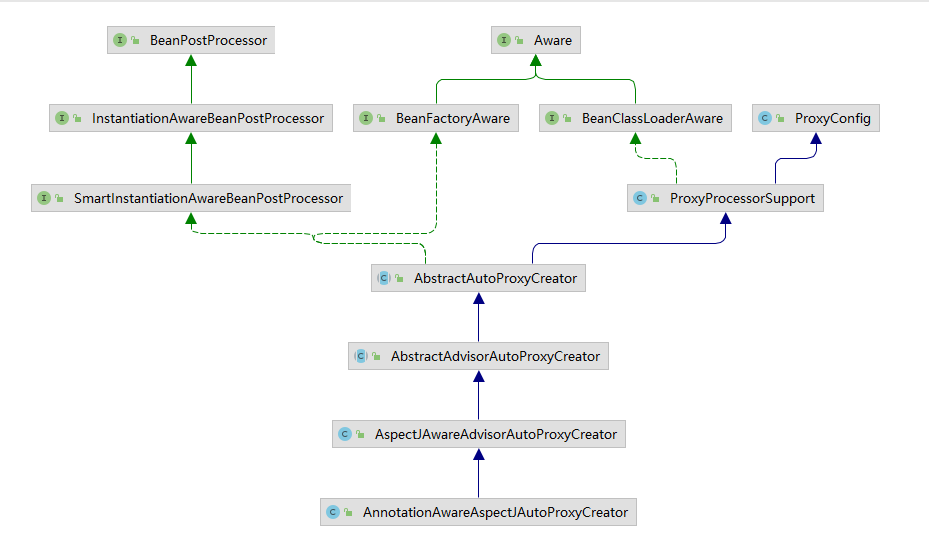 BeanPostProcessor
Aware
InstantiationAwareBeanPostProcessor
BeanFactoryAware
BeanClassLoaderAware
ProxyConfig
SmartInstantiationAwareBeanPostProcessor
ProxyProcessorSupport
AbstractAutoProxyCreator
AbstractAdvisorAutoProxyCreator
AspectJAwareAdvisorAutoProxyCreator
AnnotationAwareAspectJAutoProxyCreator